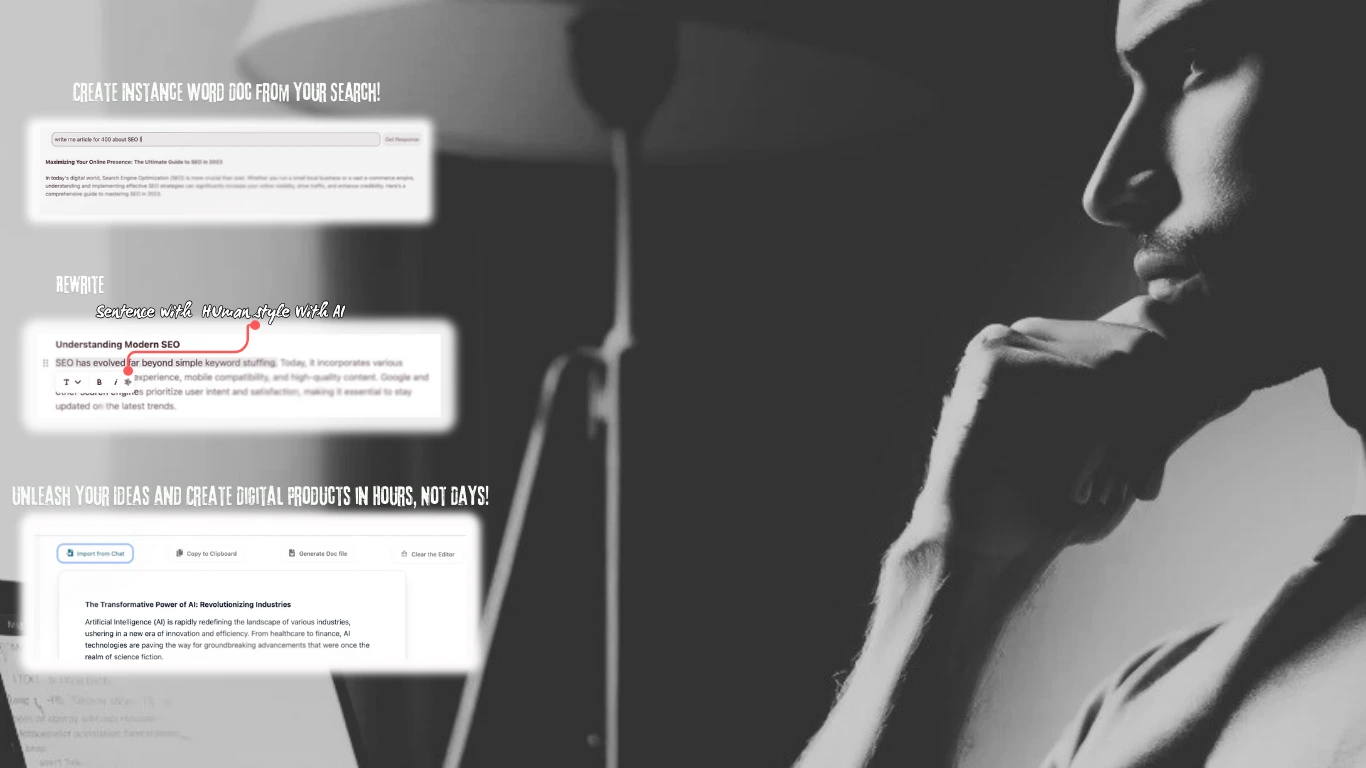 CREATE INSTANCE WORD DOC FROM YOUR SEARCH!
write me article for 400 about SEO
Get Response
Maximizing Your Online Presence: The Ultimate Guide to SEO in 2023
In today's digital world, Search Engine Optimization (SEO) is more crucial than ever. Whether you run a small local business or a vast e-commerce empire,
understanding and implementing effective SEO strategies can significantly increase your online visibility, drive traffic, and enhance credibility. Here's a
comprehensive guide to mastering SEO in 2023.
REWRITE
Sentence with HUman style With AI
Understanding Modern SEO
SEO has evolved far beyond simple keyword stuffing. Today, it incorporates various
T B i
experience, mobile compatibility, and high-quality content. Google and
other search engines prioritize user intent and satisfaction, making it essential to stay
updated on the latest trends.
UNLEASH YOUR IDEAS AND CREATE DIGITAL PRODUCTS IN HOURS, NOT DAYS!
Import from Chat
Copy to Clipboard
Generate Doc file
Clear the Editor
The Transformative Power of AI: Revolutionizing Industries
Artificial Intelligence (AI) is rapidly redefining the landscape of various industries,
ushering in a new era of innovation and efficiency. From healthcare to finance, AI
technologies are paving the way for groundbreaking advancements that were once the
realm of science fiction.